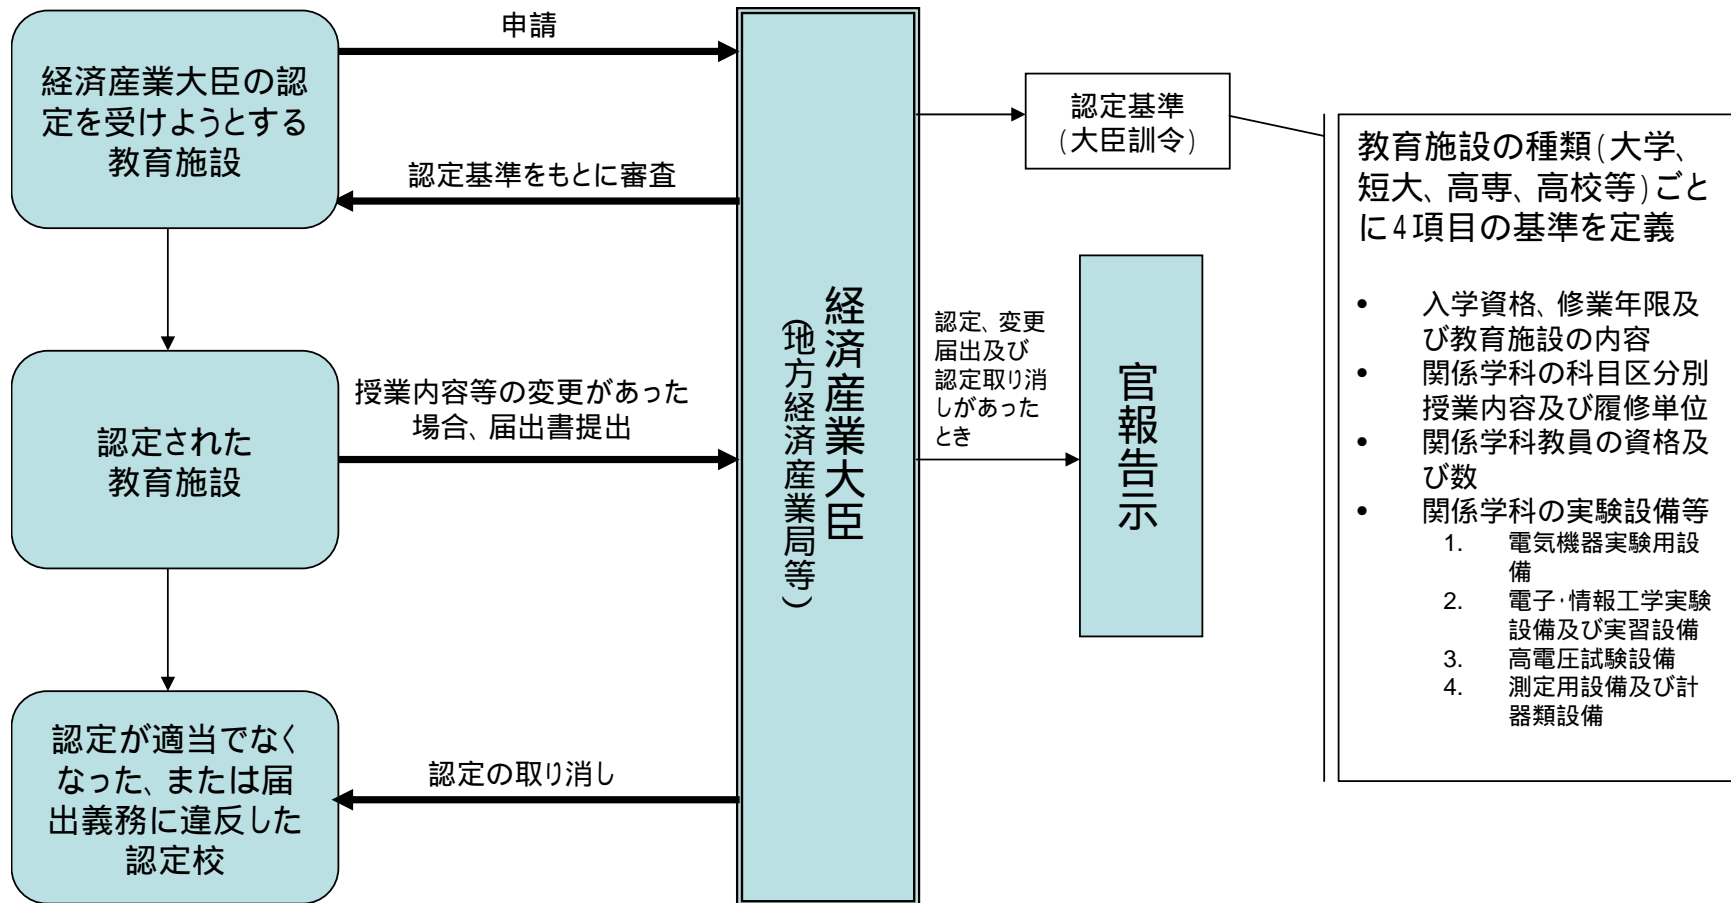 申請
経済産業大臣の認
定を受けようとする
教育施設
認定基準をもとに審査
認定された
教育施設
授業内容等の変更があった
場合、届出書提出
認定が適当でなく
なった、または届
出義務に違反した
認定校
認定の取り消し
経済産業大臣
(地方経済産業局等)
認定基準
(大臣訓令)
認定、変更
届出及び
認定取り消
しがあった
とき
官報告示
教育施設の種類(大学、
短大、高専、高校等)ごと
に4項目の基準を定義
• 入学資格、修業年限及
び教育施設の内容
• 関係学科の科目区分別
授業内容及び履修単位
• 関係学科教員の資格及
び数
• 関係学科の実験設備等
1. 電気機器実験用設
備
2. 電子・情報工学実験
設備及び実習設備
3. 高電圧試験設備
4. 測定用設備及び計
器類設備